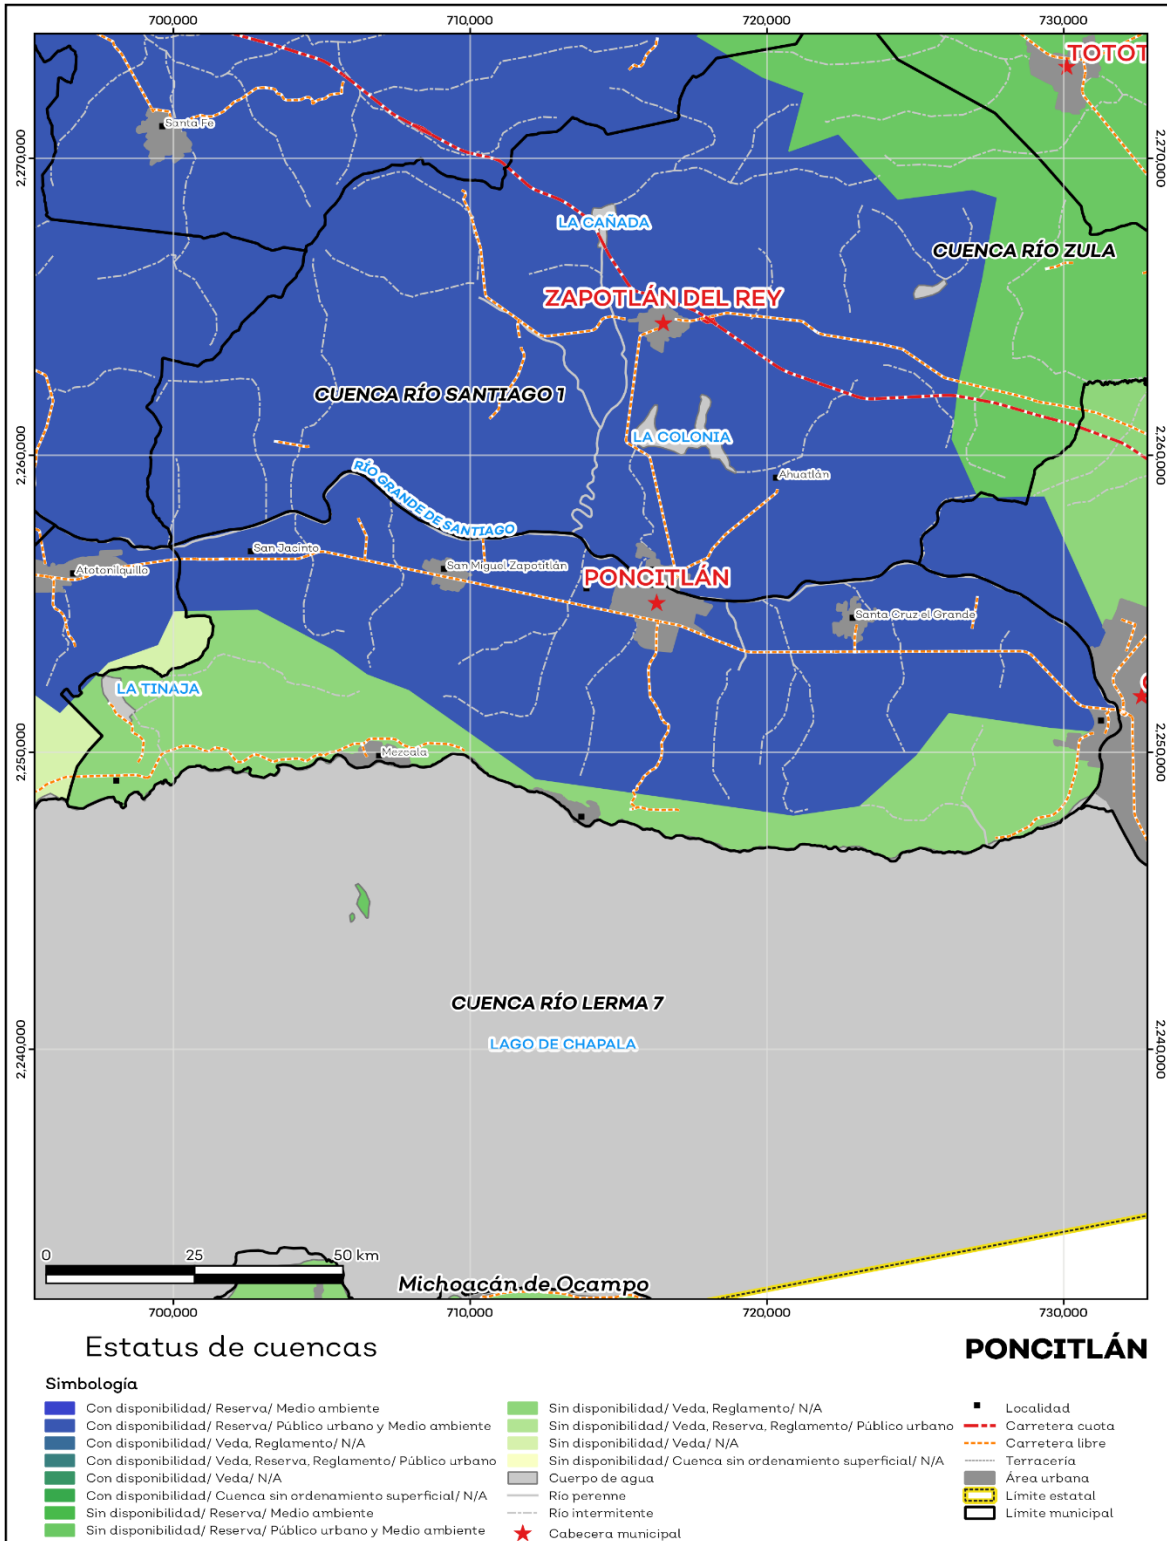 700,000
710,000
720,000
730,000
TOTOT
Santa Fe
2,270,000
2,270,000
LA CAÑADA
CUENCA RÍO ZULA
ZAPOTLÁN DEL REY
CUENCA RÍO SANTIAGO 1
LA COLONIA
2,260,000
2,260,000
RÍO GRANDE DE SANTIAGO
Ahuatlán
San Jacinto
Atotonilquillo
San Miguel Zapotitlán
PONCITLÁN
Santa Cruz el Grande
LA TINAJA
Mezcala
2,250,000
2,250,000
CUENCA RÍO LERMA 7
LAGO DE CHAPALA
2,240,000
2,240,000
0
25
50 km
Michoacán de Ocampo
700,000
710,000
720,000
730,000
Estatus de cuencas
PONCITLÁN
Simbología
Con disponibilidad/ Reserva/ Medio ambiente
Con disponibilidad/ Reserva/ Público urbano y Medio ambiente
Con disponibilidad/ Veda, Reglamento/ N/A
Con disponibilidad/ Veda, Reserva, Reglamento/ Público urbano
Con disponibilidad/ Veda/ N/A
Con disponibilidad/ Cuenca sin ordenamiento superficial/ N/A
Sin disponibilidad/ Reserva/ Medio ambiente
Sin disponibilidad/ Reserva/ Público urbano y Medio ambiente
Sin disponibilidad/ Veda, Reglamento/ N/A
Sin disponibilidad/ Veda, Reserva, Reglamento/ Público urbano
Sin disponibilidad/ Veda/ N/A
Sin disponibilidad/ Cuenca sin ordenamiento superficial/ N/A
Cuerpo de agua
Río perenne
Río intermitente
Cabecera municipal
Localidad
Carretera cuota
Carretera libre
Terracería
Área urbana
Límite estatal
Límite municipal